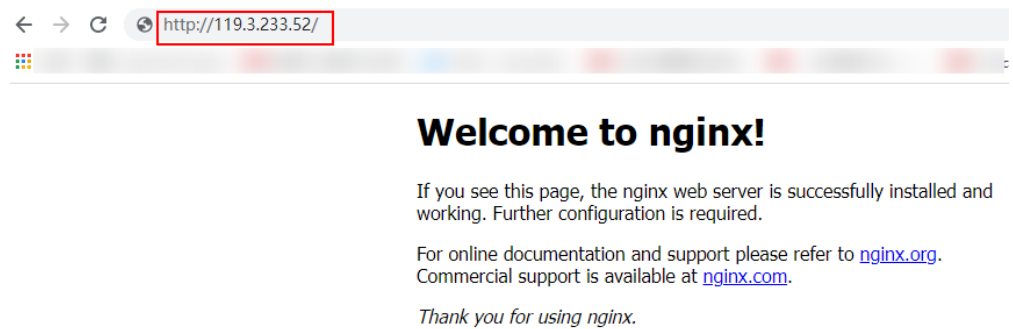 http://119.3.233.52/
Welcome to nginx!
If you see this page, the nginx web server is successfully installed and
working. Further configuration is required.
For online documentation and support please refer to nginx.org.
Commercial support is available at nginx.com.
Thank you for using nginx.